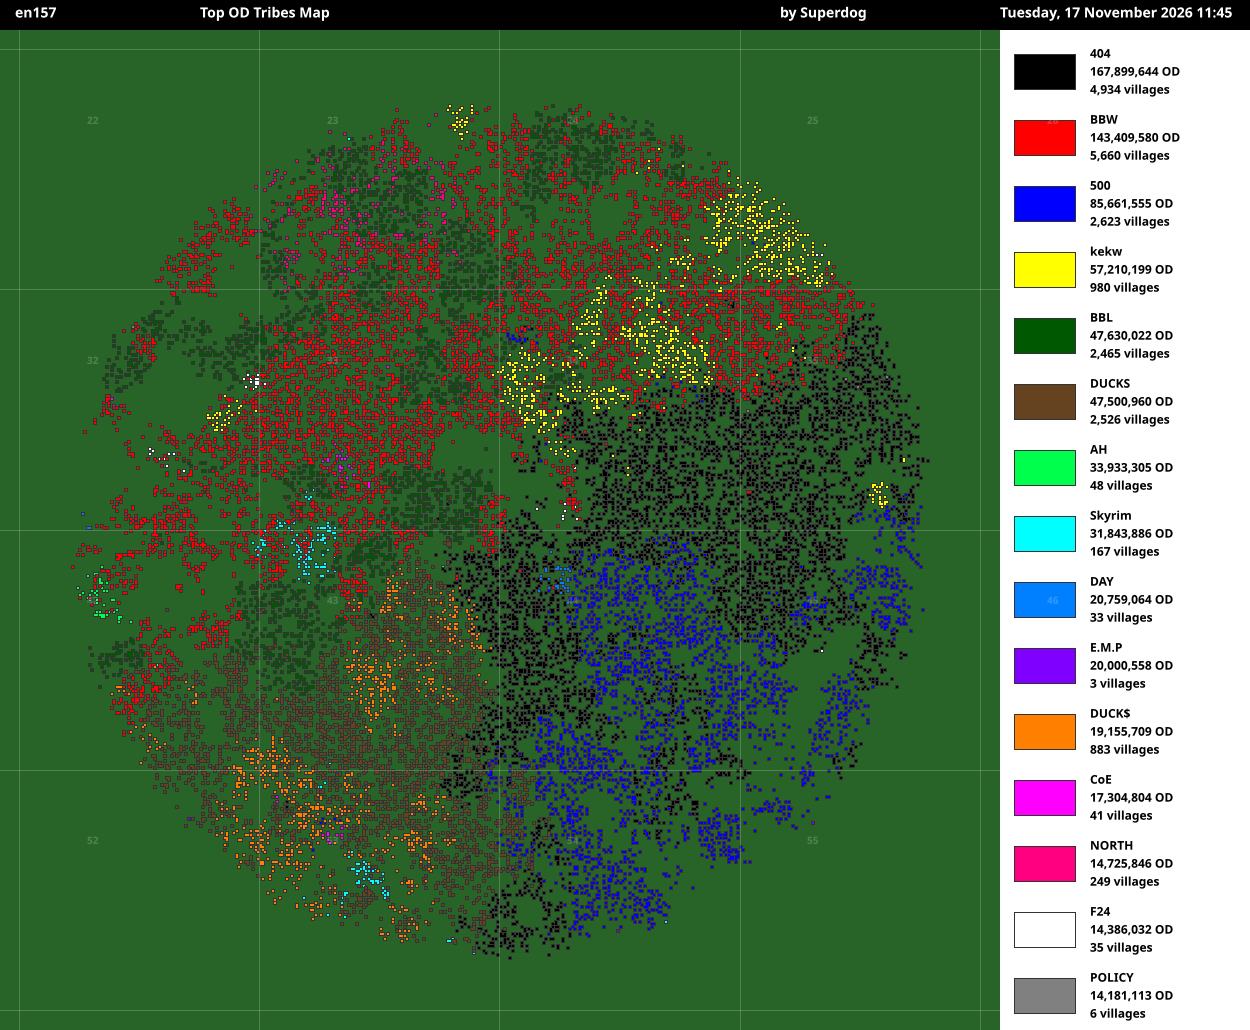 en157 Top OD Tribes Map by Superdog Tuesday, 17 November 2026 11:45
22 23 25
32
43 46
52 55
404
167,899,644 OD
4,934 villages
BBW
143,409,580 OD
5,660 villages
500
85,661,555 OD
2,623 villages
kekw
57,210,199 OD
980 villages
BBL
47,630,022 OD
2,465 villages
DUCKS
47,500,960 OD
2,526 villages
AH
33,933,305 OD
48 villages
Skyrim
31,843,886 OD
167 villages
DAY
20,759,064 OD
33 villages
E.M.P
20,000,558 OD
3 villages
DUCK$
19,155,709 OD
883 villages
CoE
17,304,804 OD
41 villages
NORTH
14,725,846 OD
249 villages
F24
14,386,032 OD
35 villages
POLICY
14,181,113 OD
6 villages